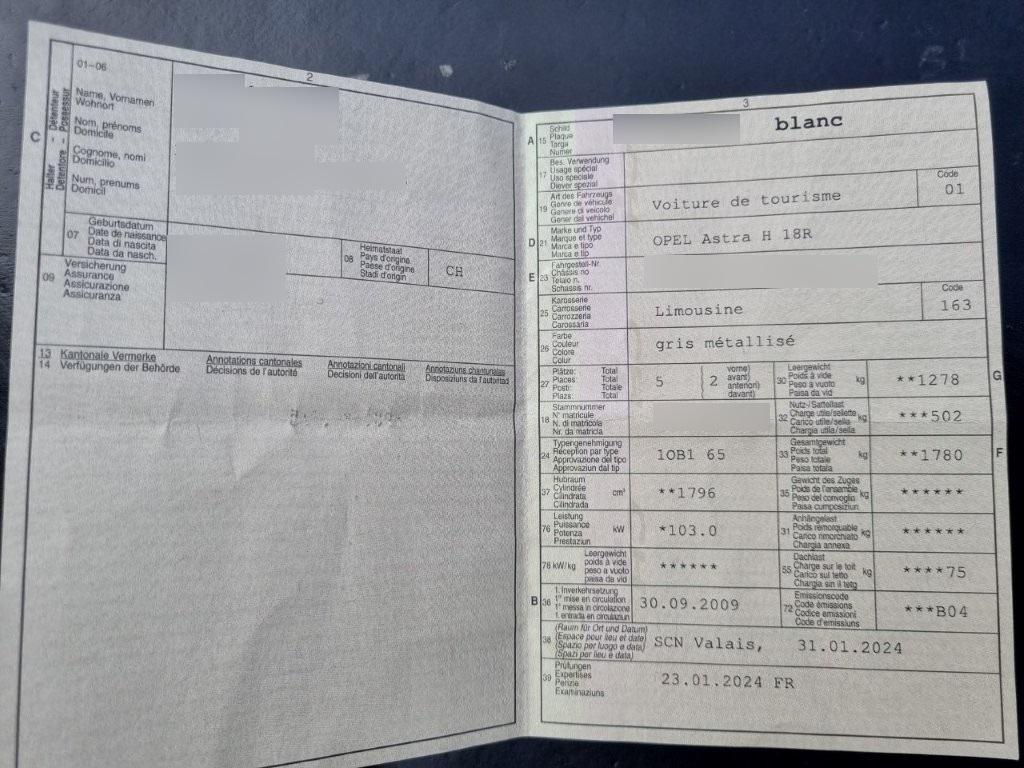 2
C
Halter - Détenteur
Detentore - Possessur
01-06
Name, Vornamen
Wohnort
Nom, prénoms
Domicile
Cognome, nomi
Domicilio
Num, prenums
Domicil
07
Geburtsdatum
Date de naissance
Data di nascita
Data da nasch.
08
Heimatstaat
Pays d'origine
Paese d'origine
Stadi d'origin
CH
09
Versicherung
Assurance
Assicurazione
Assicuranza
13 Kantonale Vermerke Annotations cantonales Annotazioni cantonali Annotaziuns chantunalas
14 Verfügungen der Behörde Décisions de l'autorité Decisioni dell'autorità Disposiziuns da l'autoritad
3
A 15
Schild
Plaque
Targa
Numer
blanc
17
Bes. Verwendung
Usage spécial
Uso speciale
Diever spezial
19
Art des Fahrzeugs
Genre de véhicule
Genere di veicolo
Gener dal vehichel
Voiture de tourisme
Code
01
D 21
Marke und Typ
Marque et type
Marca e tipo
Marca e tip
OPEL Astra H 18R
E 23
Fahrgestell-Nr.
Châssis no
Telaio n.
Schassis nr.
25
Karosserie
Carrosserie
Carrozzeria
Carossaria
Limousine
Code
163
26
Farbe
Couleur
Colore
Colur
gris métallisé
27
Plätze: Total
Places: Total
Posti: Totale
Plazs: Total
5
2
vorne)
avant)
anteriori)
davant)
30
Leergewicht
Poids à vide
Peso a vuoto
Paisa da vid
kg
**1278
G
18
Stammnummer
N° matricule
N. di matricola
Nr. da matricla
32
Nutz-/Sattellast
Charge utile/sellette
Carico utile/sella
Chargia utila/sella
kg
***502
24
Typengenehmigung
Réception par type
Approvazione del tipo
Approvaziun dal tip
1OB1 65
33
Gesamtgewicht
Poids total
Peso totale
Paisa totala
kg
**1780
F
37
Hubraum
Cylindrée
Cilindrata
Cilindrada
cm³
**1796
35
Gewicht des Zuges
Poids de l'ensemble
Peso del convoglio
Paisa cumposiziun
kg
******
76
Leistung
Puissance
Potenza
Prestaziun
kW
*103.0
31
Anhängelast
Poids remorquable
Carico rimorchiato
Chargia annexa
kg
******
78 kW/kg
Leergewicht
poids à vide
peso a vuoto
paisa da vid
******
55
Dachlast
Charge sur le toit
Carico sul tetto
Chargia sin il tetg
kg
****75
B 36
1. Inverkehrsetzung
1re mise en circulation
1a messa in circolazione
1. entrada en circulaziun
30.09.2009
72
Emissionscode
Code émissions
Codice emissioni
Code d'emissiuns
***B04
38
(Raum für Ort und Datum)
(Espace pour lieu et date)
(Spazio per luogo e data)
(Spazi per lieu e data)
SCN Valais, 31.01.2024
39
Prüfungen
Expertises
Perizie
Examinaziuns
23.01.2024 FR